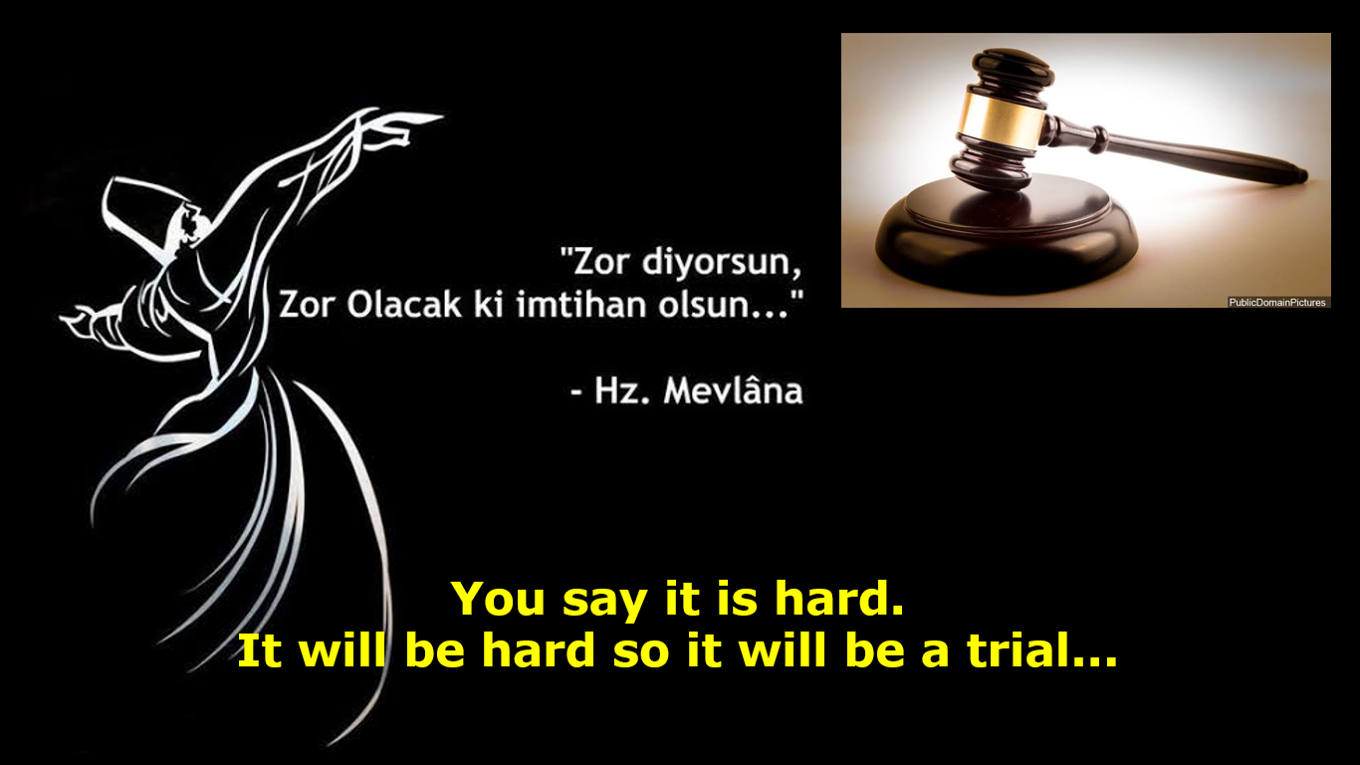 PublicDomainPictures
"Zor diyorsun,
Zor Olacak ki imtihan olsun..."
- Hz. Mevlâna
You say it is hard.
It will be hard so it will be a trial...